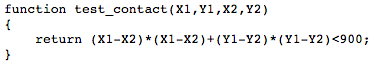 function test_contact(X1,Y1,X2,Y2)
{
    return (X1-X2)*(X1-X2)+(Y1-Y2)*(Y1-Y2)<900;
}